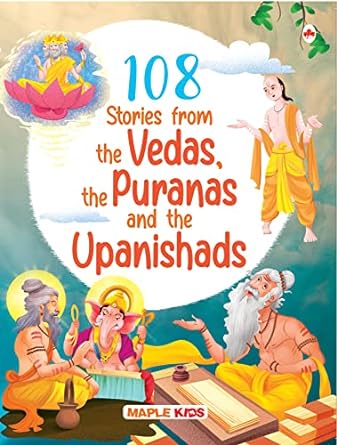 108
Stories from
the Vedas,
the Puranas
and the
Upanishads
MAPLE KIDS